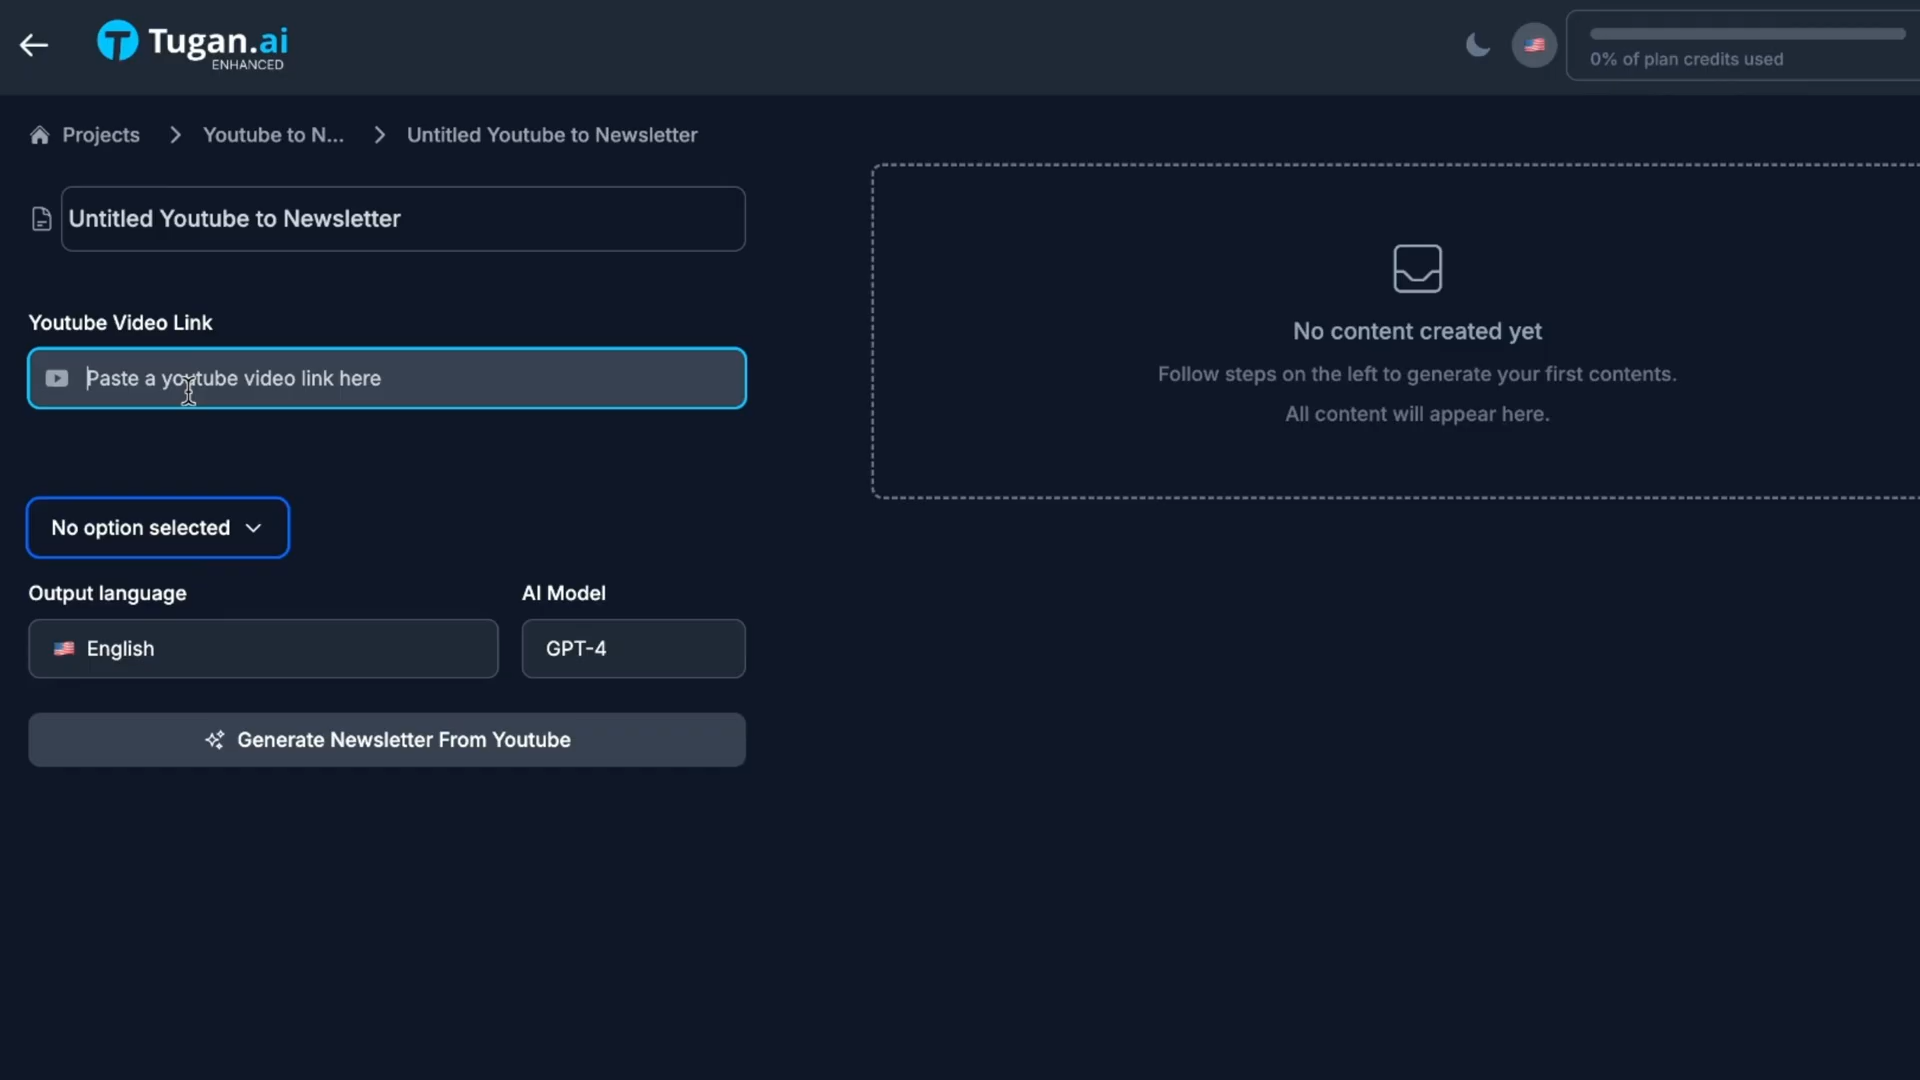 Tugan.ai
ENHANCED
0% of plan credits used
Projects
Youtube to N...
Untitled Youtube to Newsletter
Untitled Youtube to Newsletter
Youtube Video Link
Paste a youtube video link here
No option selected
Output language
AI Model
English
GPT-4
Generate Newsletter From Youtube
No content created yet
Follow steps on the left to generate your first contents.
All content will appear here.